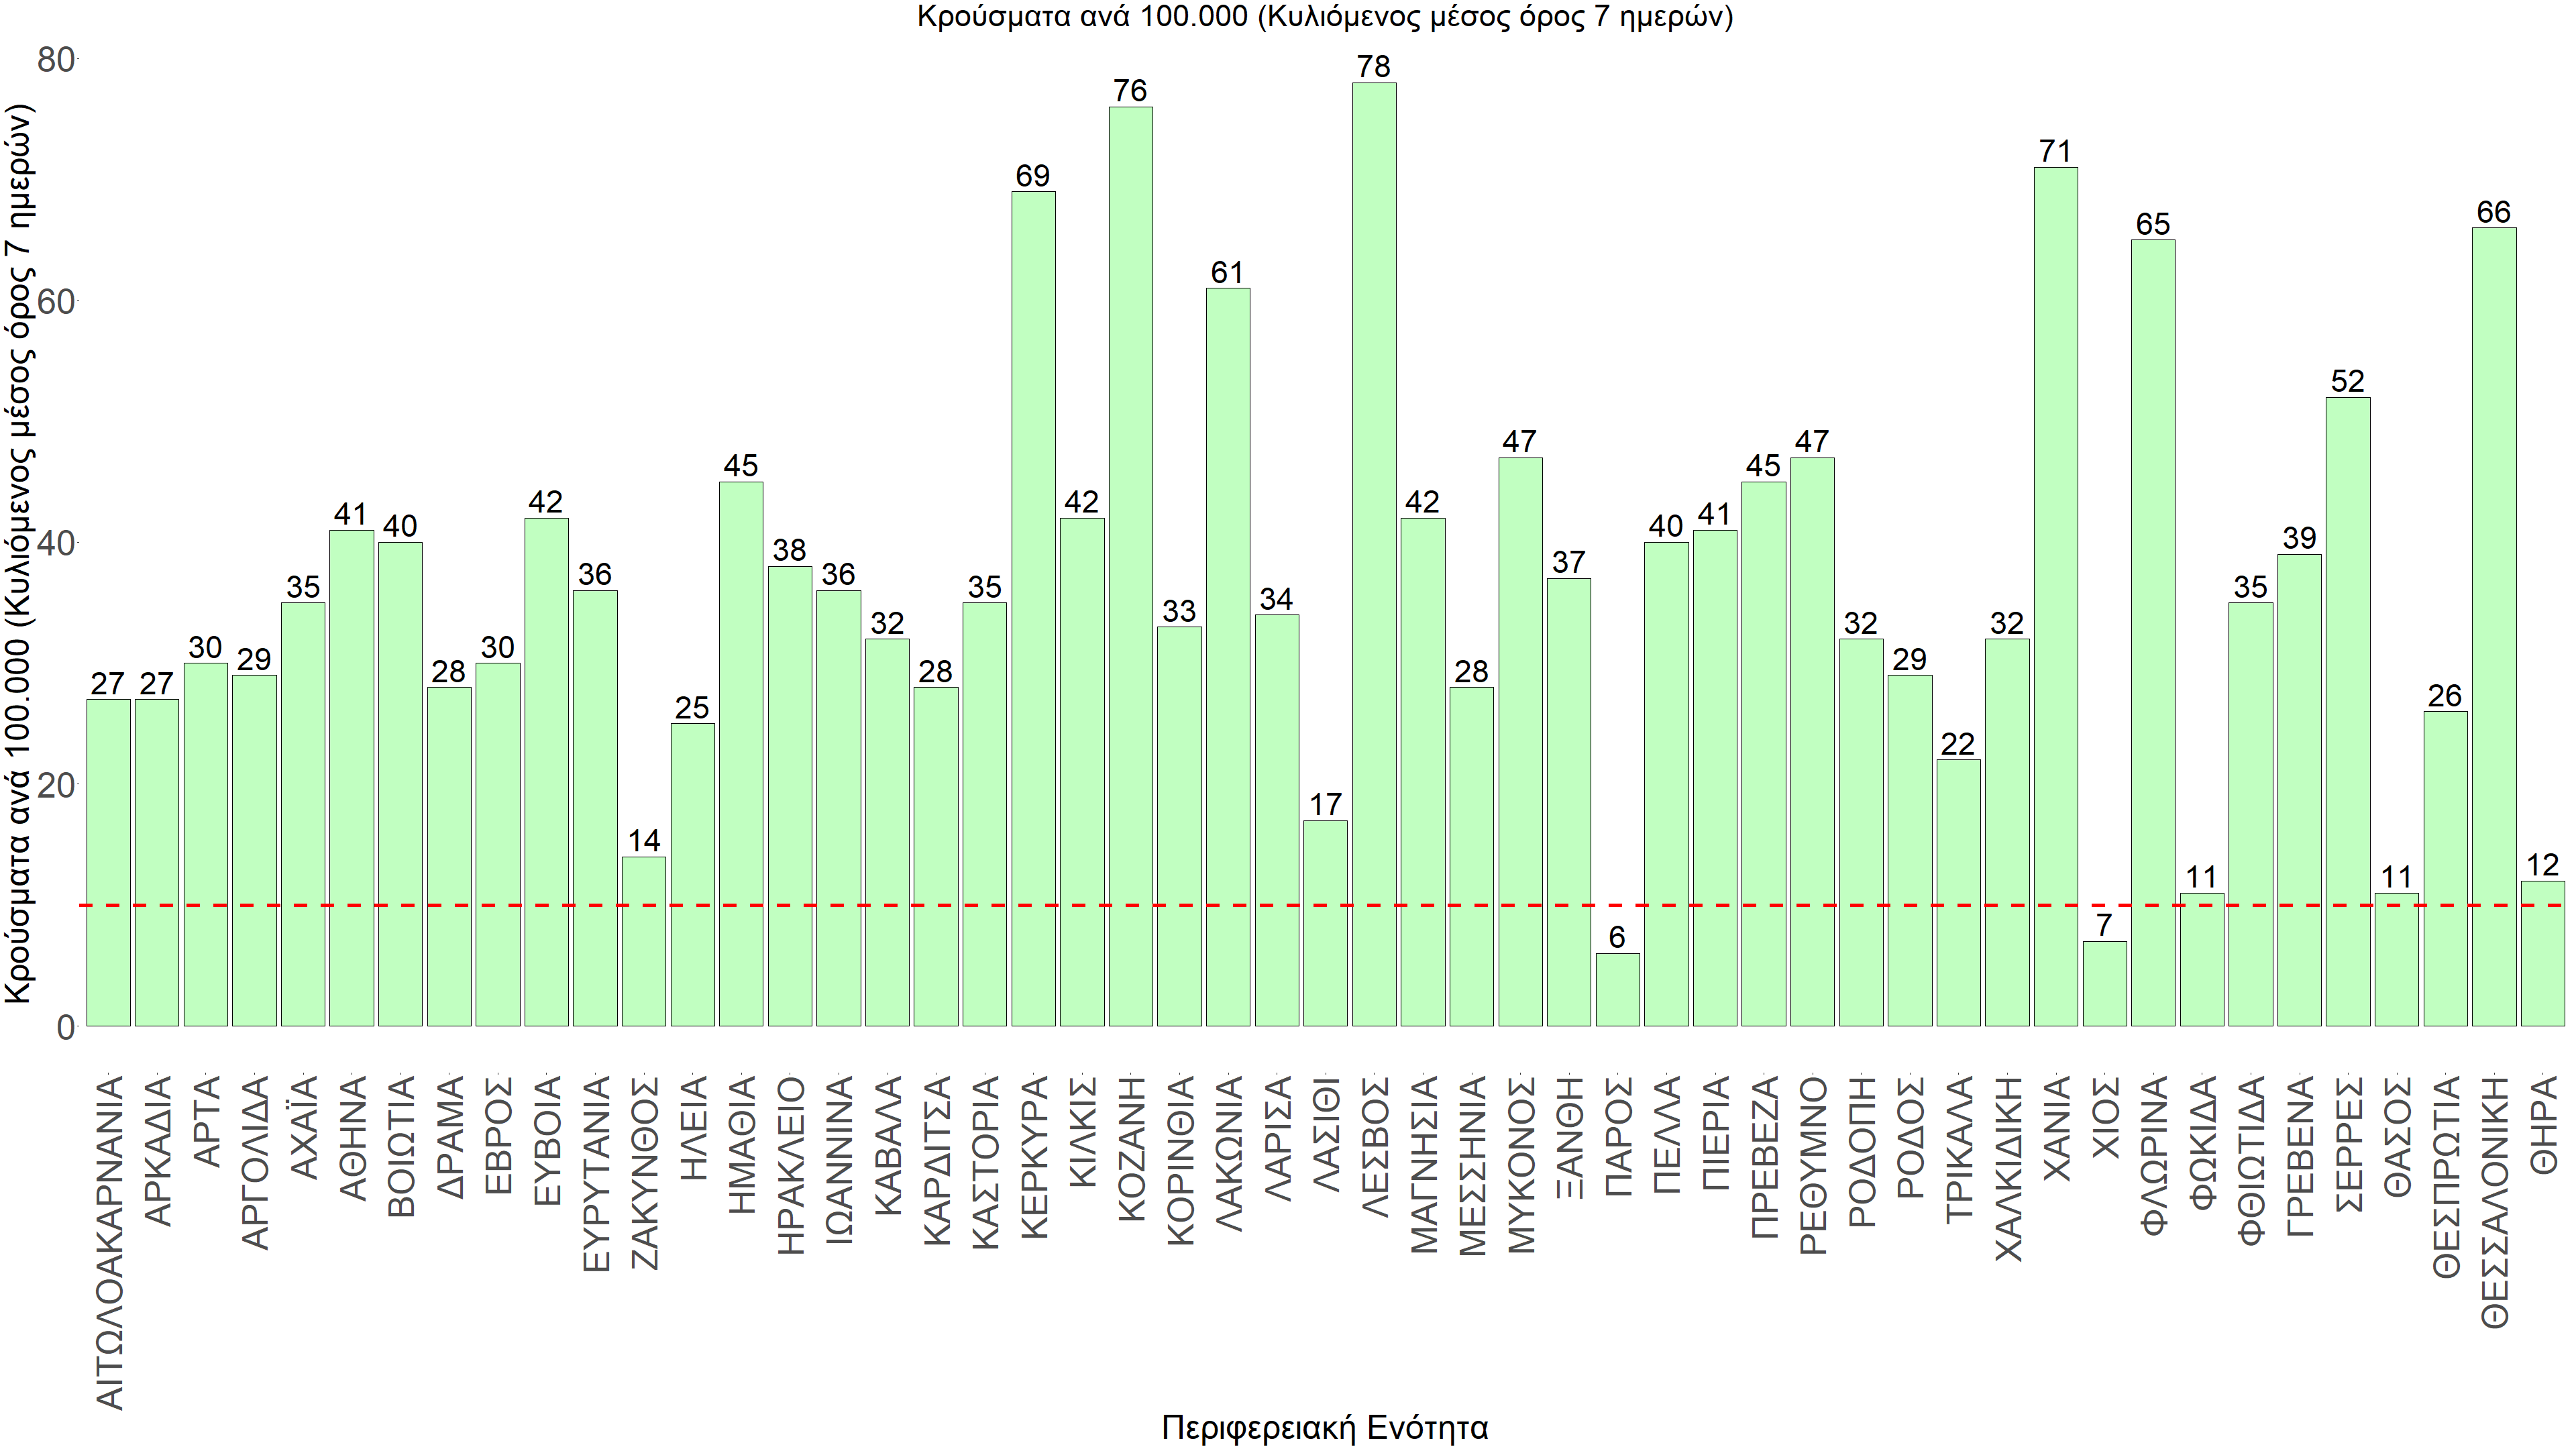 Κρούσματα ανά 100.000 (Κυλιόμενος μέσος όρος 7 ημερών)
Κρούσματα ανά 100.000 (Κυλιόμενος μέσος όρος 7 ημερών)
80
60
40
20
0
27
27
30
29
35
41
40
28
30
42
36
14
25
45
38
36
32
28
35
69
42
76
33
61
34
17
78
42
28
47
37
6
40
41
45
47
32
29
22
32
71
7
65
11
35
39
52
11
26
66
12
ΑΙΤΩΛΟΑΚΑΡΝΑΝΙΑ
ΑΡΚΑΔΙΑ
ΑΡΤΑ
ΑΡΓΟΛΙΔΑ
ΑΧΑΪΑ
ΑΘΗΝΑ
ΒΟΙΩΤΙΑ
ΔΡΑΜΑ
ΕΒΡΟΣ
ΕΥΒΟΙΑ
ΕΥΡΥΤΑΝΙΑ
ΖΑΚΥΝΘΟΣ
ΗΛΕΙΑ
ΗΜΑΘΙΑ
ΗΡΑΚΛΕΙΟ
ΙΩΑΝΝΙΝΑ
ΚΑΒΑΛΑ
ΚΑΡΔΙΤΣΑ
ΚΑΣΤΟΡΙΑ
ΚΕΡΚΥΡΑ
ΚΙΛΚΙΣ
ΚΟΖΑΝΗ
ΚΟΡΙΝΘΙΑ
ΛΑΚΩΝΙΑ
ΛΑΡΙΣΑ
ΛΑΣΙΘΙ
ΛΕΣΒΟΣ
ΜΑΓΝΗΣΙΑ
ΜΕΣΣΗΝΙΑ
ΜΥΚΟΝΟΣ
ΞΑΝΘΗ
ΠΑΡΟΣ
ΠΕΛΛΑ
ΠΙΕΡΙΑ
ΠΡΕΒΕΖΑ
ΡΕΘΥΜΝΟ
ΡΟΔΟΠΗ
ΡΟΔΟΣ
ΤΡΙΚΑΛΑ
ΧΑΛΚΙΔΙΚΗ
ΧΑΝΙΑ
ΧΙΟΣ
ΦΛΩΡΙΝΑ
ΦΩΚΙΔΑ
ΦΘΙΩΤΙΔΑ
ΓΡΕΒΕΝΑ
ΣΕΡΡΕΣ
ΘΑΣΟΣ
ΘΕΣΠΡΩΤΙΑ
ΘΕΣΣΑΛΟΝΙΚΗ
ΘΗΡΑ
Περιφερειακή Ενότητα